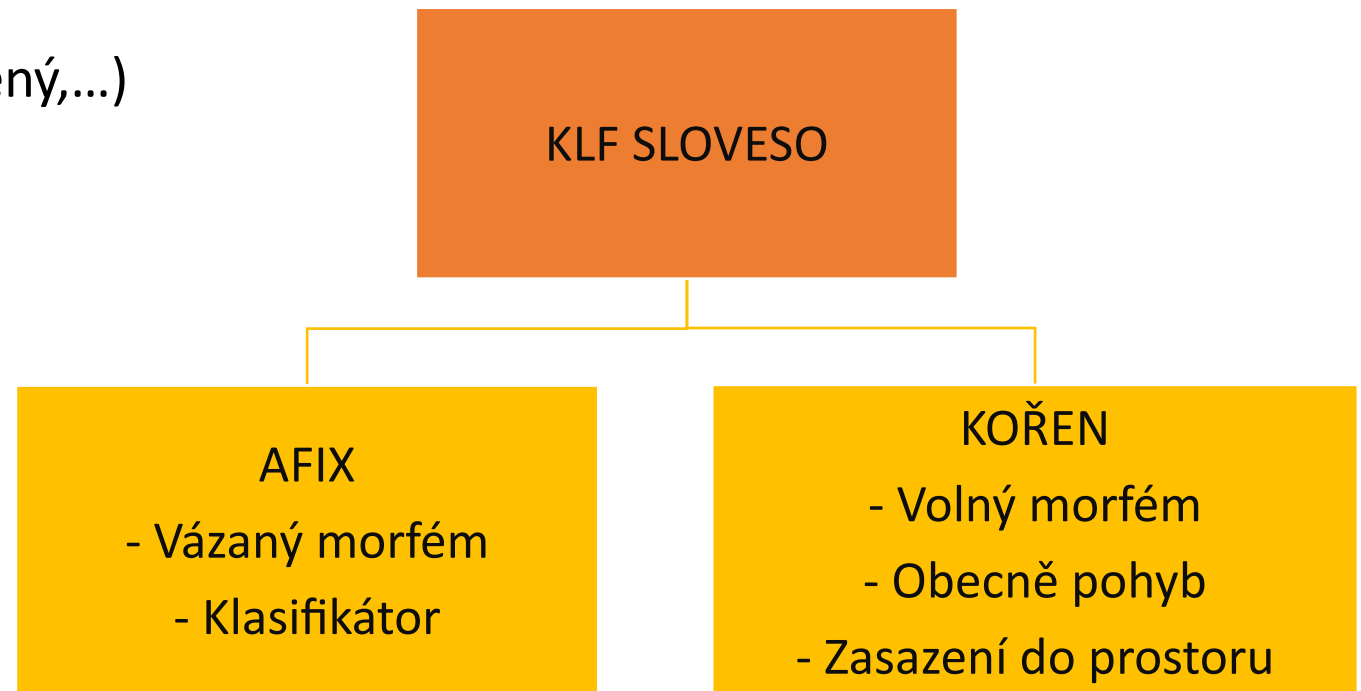 ený,…)
KLF SLOVESO
AFIX
- Vázaný morfém
- Klasifikátor
KOŘEN
- Volný morfém
- Obecně pohyb
- Zasazení do prostoru